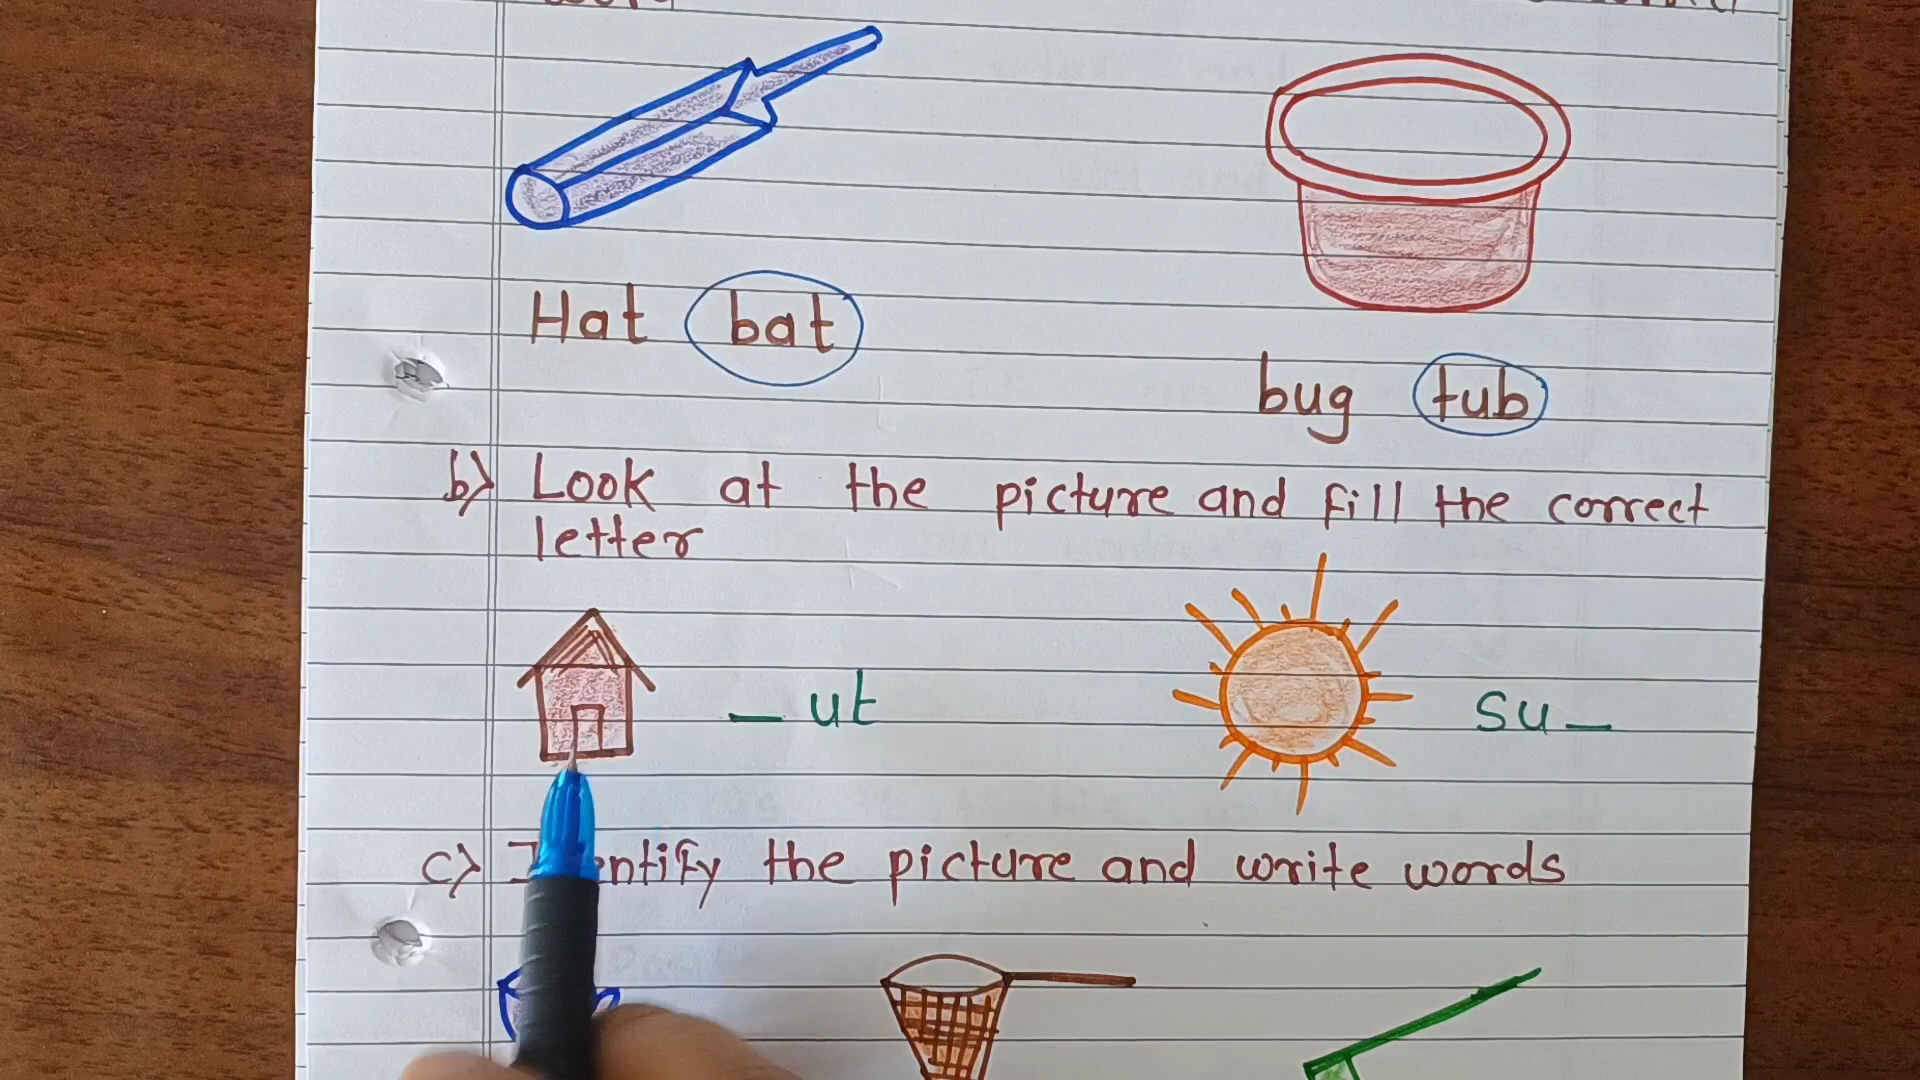 Hat bat
bug tub
b) Look at the picture and fill the correct
letter
_ ut
su _
c) Identify the picture and write words